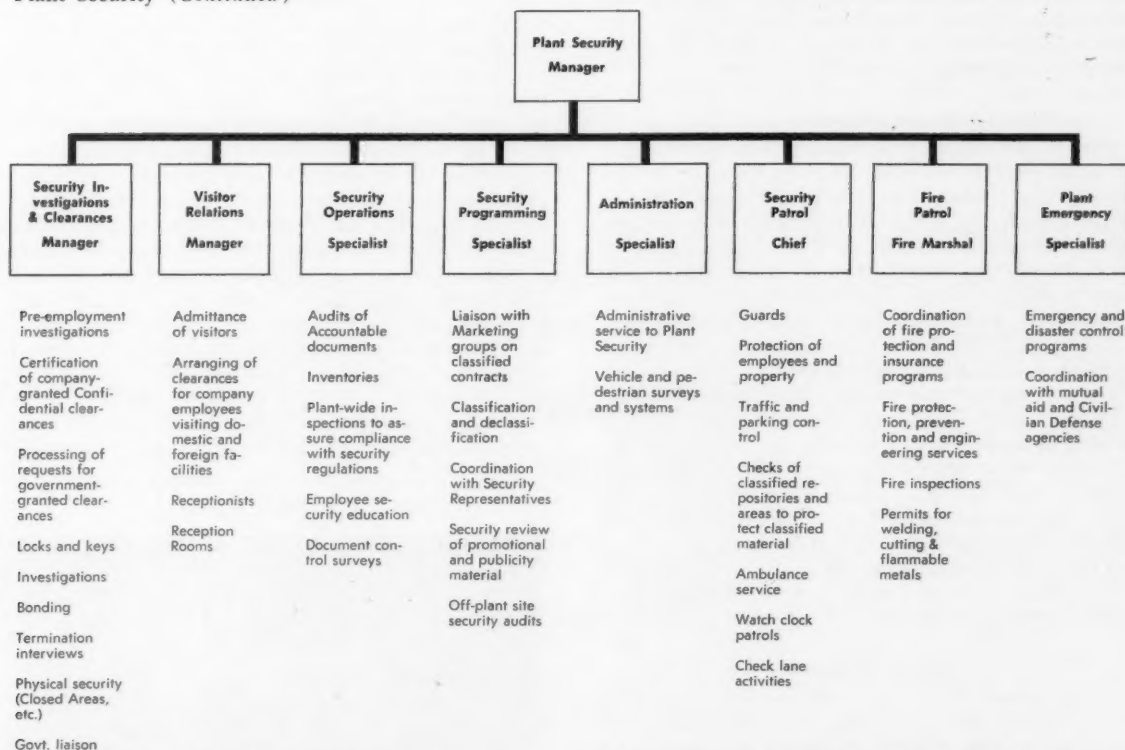 Plant Security (Continued)
Plant Security
Manager
Security In-
vestigations
& Clearances
Manager
Visitor
Relations
Manager
Security
Operations
Specialist
Security
Programming
Specialist
Administration
Specialist
Security
Patrol
Chief
Fire
Patrol
Fire Marshal
Plant
Emergency
Specialist
Pre-employment
investigations
Certification
of company-
granted Confi-
dential clear-
ances
Processing of
requests for
government-
granted clear-
ances
Locks and keys
Investigations
Bonding
Termination
interviews
Physical security
(Closed Areas,
etc.)
Govt. liaison
Admittance
of visitors
Arranging of
clearances
for company
employees
visiting do-
mestic and
foreign fa-
cilities
Receptionists
Reception
Rooms
Audits of
Accountable
documents
Inventories
Plant-wide in-
spections to as-
sure compliance
with security
regulations
Employee se-
curity education
Document con-
trol surveys
Liaison with
Marketing
groups on
classified
contracts
Classification
and declassi-
fication
Coordination
with Security
Representatives
Security review
of promotional
and publicity
material
Off-plant site
security audits
Administrative
service to Plant
Security
Vehicle and pe-
destrian surveys
and systems
Guards
Protection of
employees and
property
Traffic and
parking con-
trol
Checks of
classified re-
positories and
areas to pro-
tect classified
material
Ambulance
service
Watch clock
patrols
Check lane
activities
Coordination
of fire pro-
tection and
insurance
programs
Fire protec-
tion, preven-
tion and engin-
eering services
Fire inspections
Permits for
welding,
cutting &
flammable
metals
Emergency and
disaster control
programs
Coordination
with mutual
aid and Civil-
ian Defense
agencies